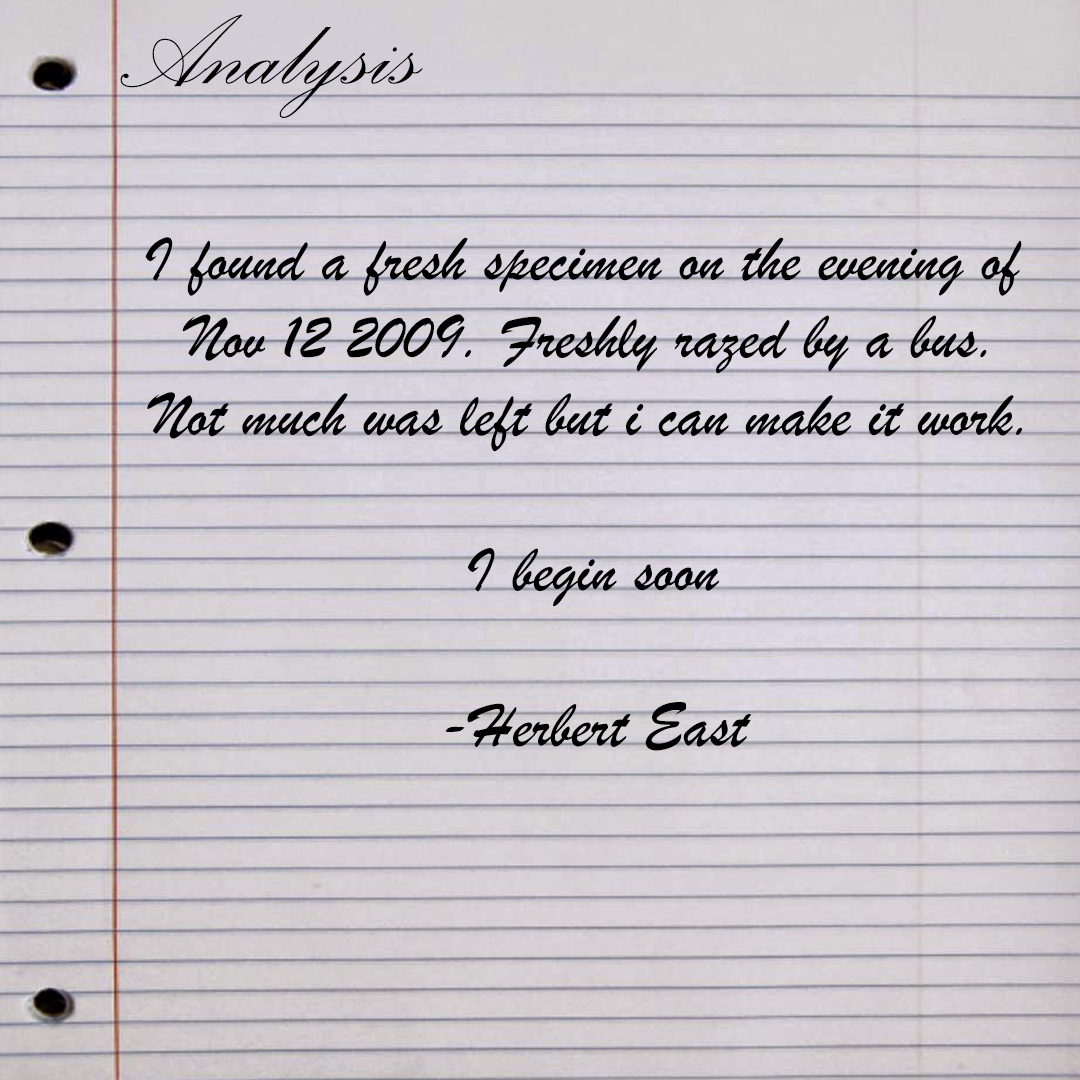 Analysis
I found a fresh specimen on the evening of
Nov 12 2009. Freshly razed by a bus.
Not much was left but i can make it work.
I begin soon
-Herbert East